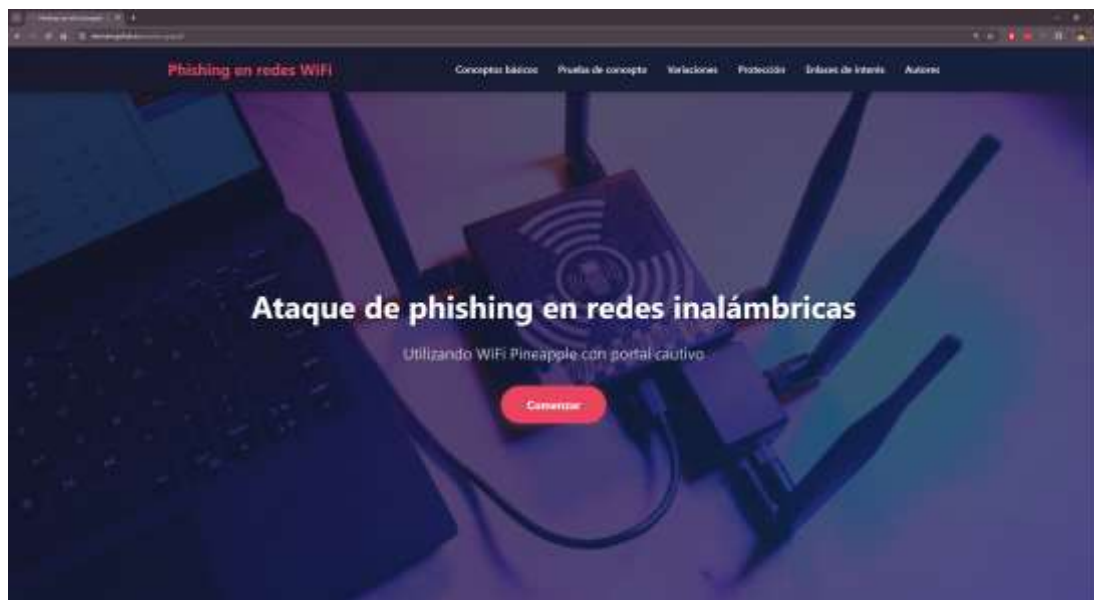 Phishing en redes WiFi
Conceptos básicos
Prueba de concepto
Variaciones
Protección
Enlaces de interés
Autores
Ataque de phishing en redes inalámbricas
Utilizando WiFi Pineapple con portal cautivo
Comenzar